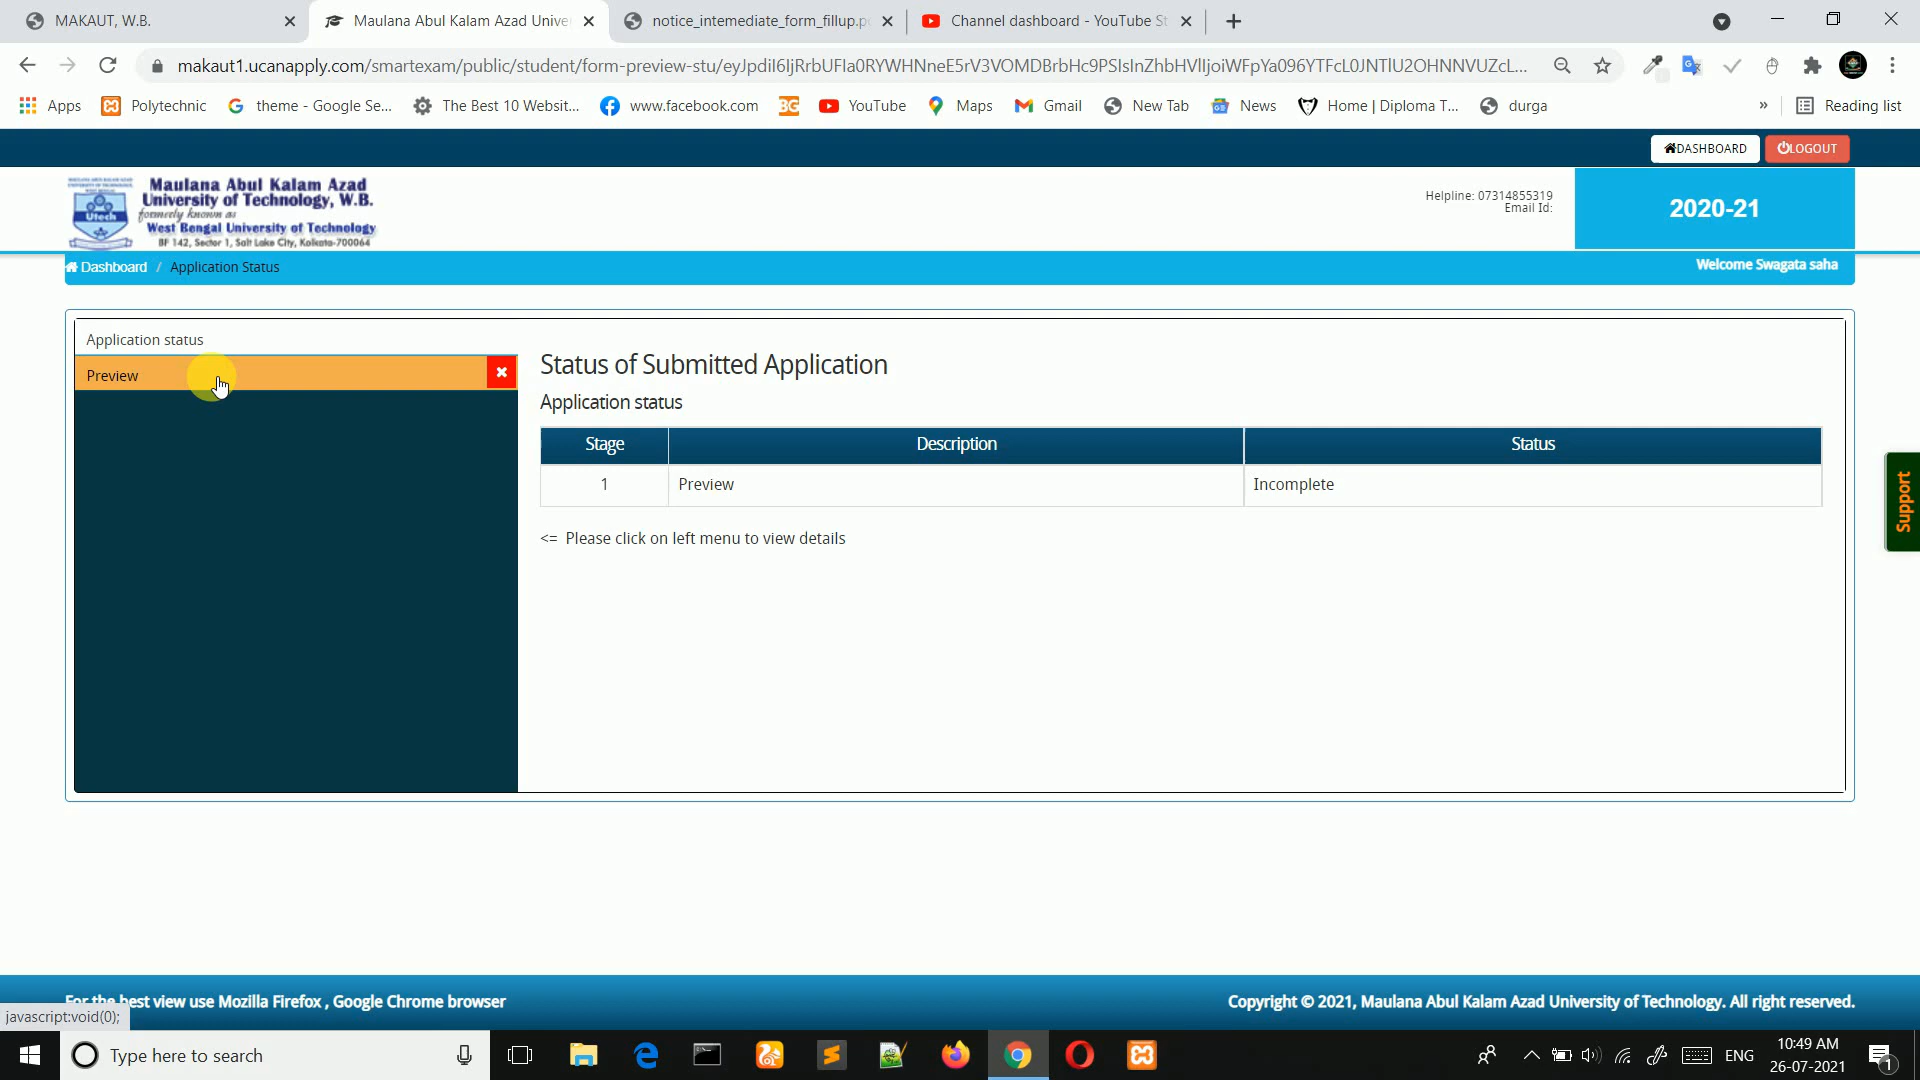 MAKAUT, W.B.
Maulana Abul Kalam Azad Unive
notice_intemediate_form_fillup.p
Channel dashboard - YouTube St
makaut1.ucanapply.com/smartexam/public/student/form-preview-stu/
Apps
Polytechnic
theme - Google Se...
The Best 10 Websit...
www.facebook.com
BG
YouTube
Maps
Gmail
New Tab
News
Home | Diploma T...
durga
»
Reading list
DASHBOARD
LOGOUT
Maulana Abul Kalam Azad
University of Technology, W.B.
formerly known as
West Bengal University of Technology
BF 142, Sector 1, Salt Lake City, Kolkata-700064
Utech
Helpline: 07314855319
Email Id:
2020-21
Dashboard / Application Status
Welcome Swagata saha
Application status
Preview
Status of Submitted Application
Application status
Stage Description Status
1 Preview Incomplete
<= Please click on left menu to view details
Support
For the best view use Mozilla Firefox , Google Chrome browser
Copyright © 2021, Maulana Abul Kalam Azad University of Technology. All right reserved.
javascript:void(0);
Type here to search
ENG
10:49 AM
26-07-2021
1